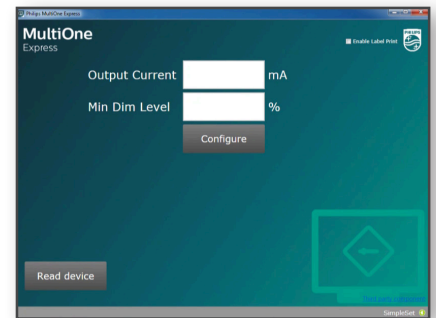 Philips MultiOne Express
MultiOne
Express
Enable Label Print
PHILIPS
Output Current mA
Min Dim Level %
Configure
Read device
SimpleSet